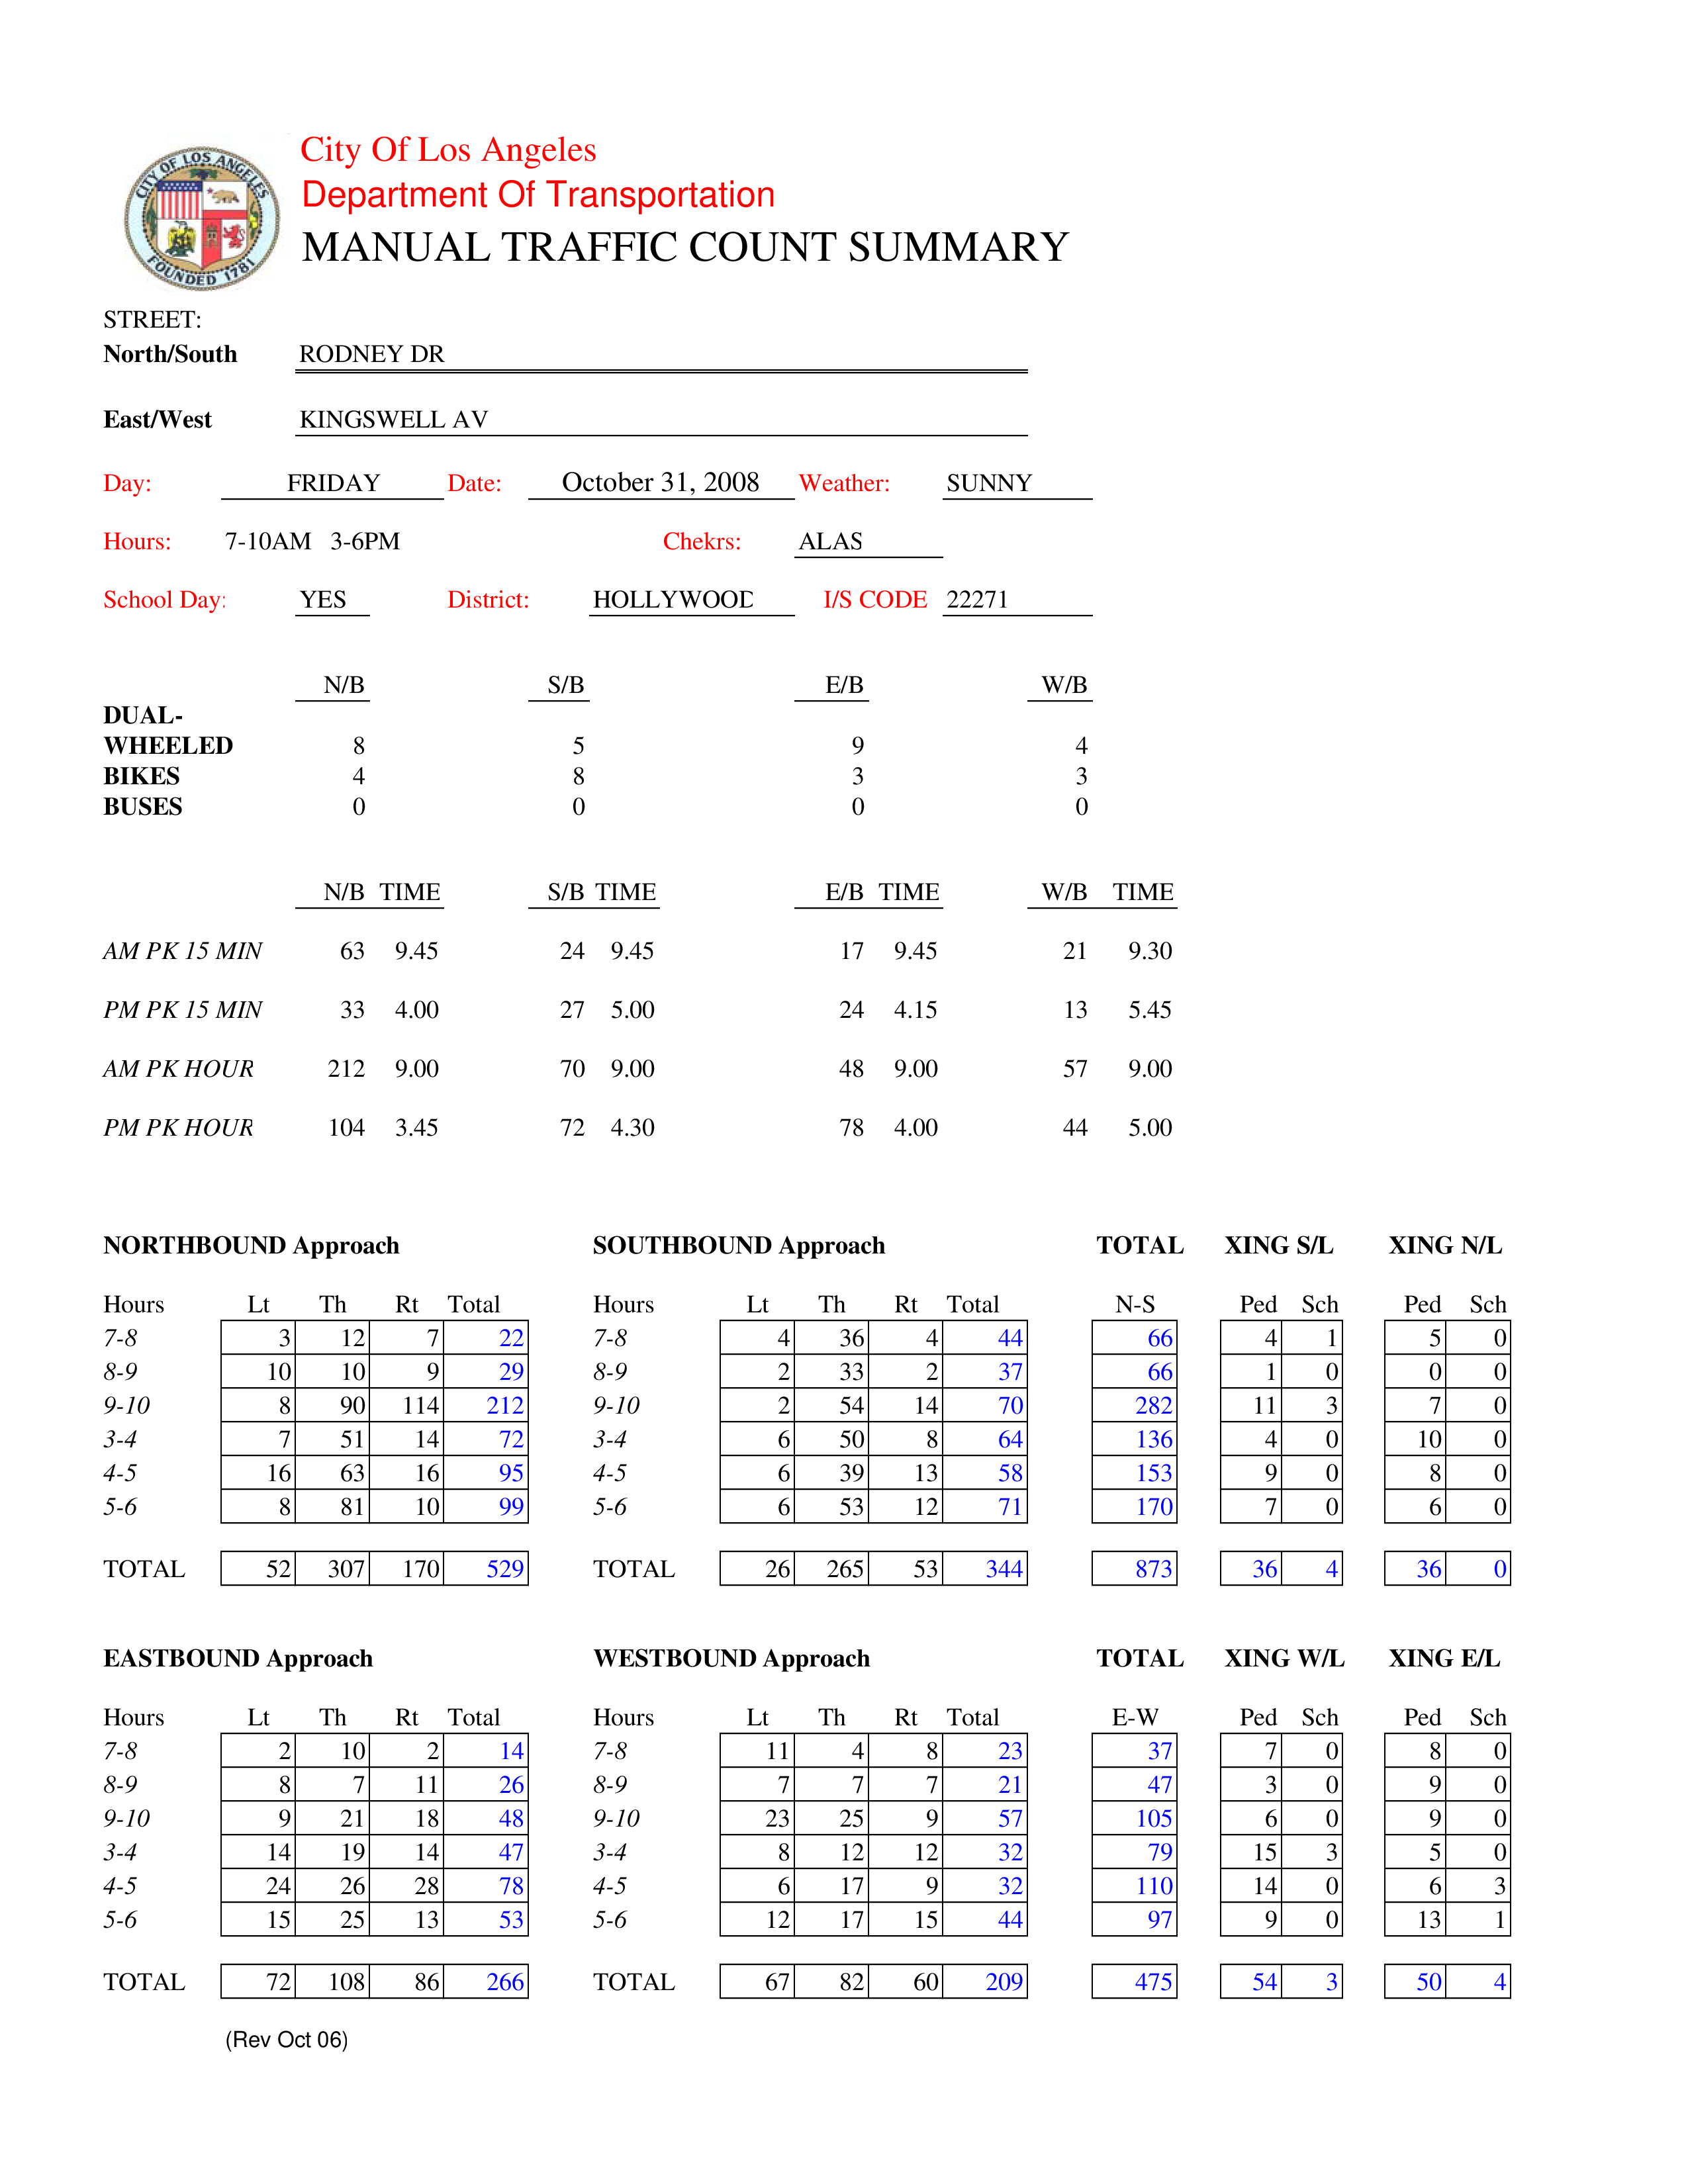 CITY OF LOS ANGELES
FOUNDED 1781
City Of Los Angeles
Department Of Transportation
MANUAL TRAFFIC COUNT SUMMARY
STREET:
North/South RODNEY DR
East/West KINGSWELL AV
Day: FRIDAY Date: October 31, 2008 Weather: SUNNY
Hours: 7-10AM 3-6PM Chekrs: ALAS
School Day: YES District: HOLLYWOOD I/S CODE 22271
N/B S/B E/B W/B
DUAL-
WHEELED 8 5 9 4
BIKES 4 8 3 3
BUSES 0 0 0 0
N/B TIME S/B TIME E/B TIME W/B TIME
AM PK 15 MIN 63 9.45 24 9.45 17 9.45 21 9.30
PM PK 15 MIN 33 4.00 27 5.00 24 4.15 13 5.45
AM PK HOUR 212 9.00 70 9.00 48 9.00 57 9.00
PM PK HOUR 104 3.45 72 4.30 78 4.00 44 5.00
NORTHBOUND Approach SOUTHBOUND Approach TOTAL XING S/L XING N/L
Hours Lt Th Rt Total Hours Lt Th Rt Total N-S Ped Sch Ped Sch
7-8 3 12 7 22 7-8 4 36 4 44 66 4 1 5 0
8-9 10 10 9 29 8-9 2 33 2 37 66 1 0 0 0
9-10 8 90 114 212 9-10 2 54 14 70 282 11 3 7 0
3-4 7 51 14 72 3-4 6 50 8 64 136 4 0 10 0
4-5 16 63 16 95 4-5 6 39 13 58 153 9 0 8 0
5-6 8 81 10 99 5-6 6 53 12 71 170 7 0 6 0
TOTAL 52 307 170 529 TOTAL 26 265 53 344 873 36 4 36 0
EASTBOUND Approach WESTBOUND Approach TOTAL XING W/L XING E/L
Hours Lt Th Rt Total Hours Lt Th Rt Total E-W Ped Sch Ped Sch
7-8 2 10 2 14 7-8 11 4 8 23 37 7 0 8 0
8-9 8 7 11 26 8-9 7 7 7 21 47 3 0 9 0
9-10 9 21 18 48 9-10 23 25 9 57 105 6 0 9 0
3-4 14 19 14 47 3-4 8 12 12 32 79 15 3 5 0
4-5 24 26 28 78 4-5 6 17 9 32 110 14 0 6 3
5-6 15 25 13 53 5-6 12 17 15 44 97 9 0 13 1
TOTAL 72 108 86 266 TOTAL 67 82 60 209 475 54 3 50 4
(Rev Oct 06)